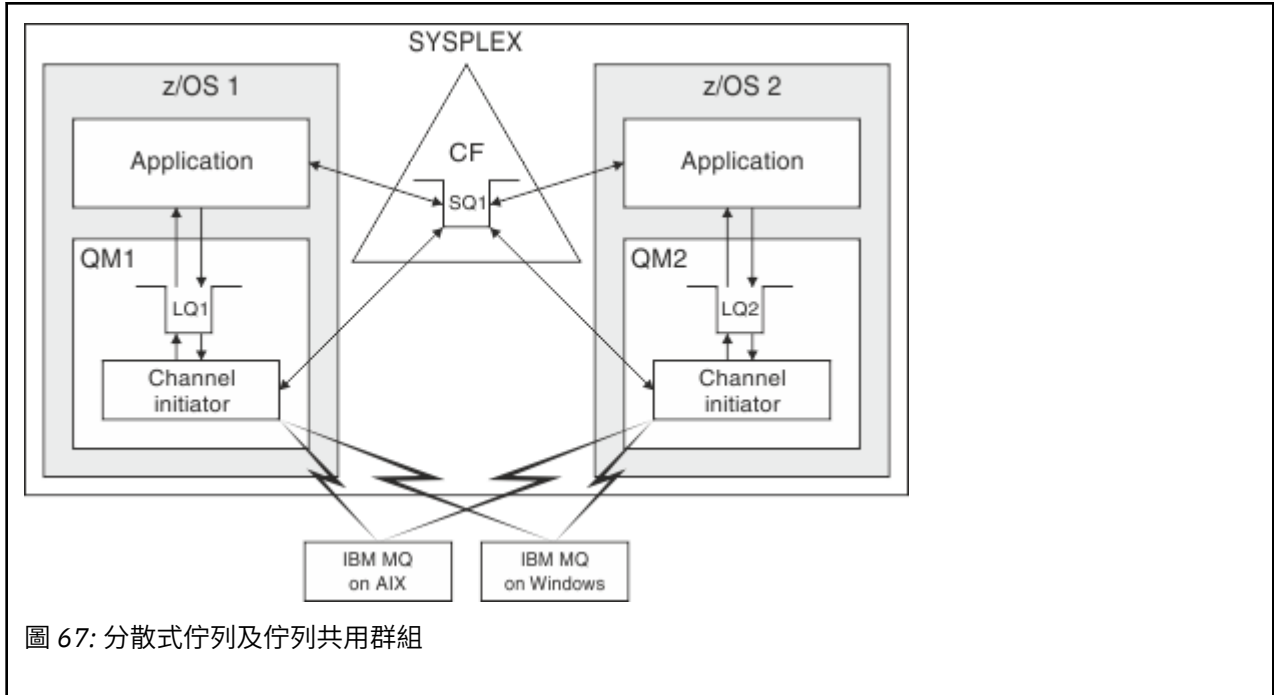 SYSPLEX
z/OS 1
z/OS 2
Application
CF
SQ1
Application
QM1
LQ1
Channel
initiator
QM2
LQ2
Channel
initiator
IBM MQ
on AIX
IBM MQ
on Windows
圖 67: 分散式佇列及佇列共用群組